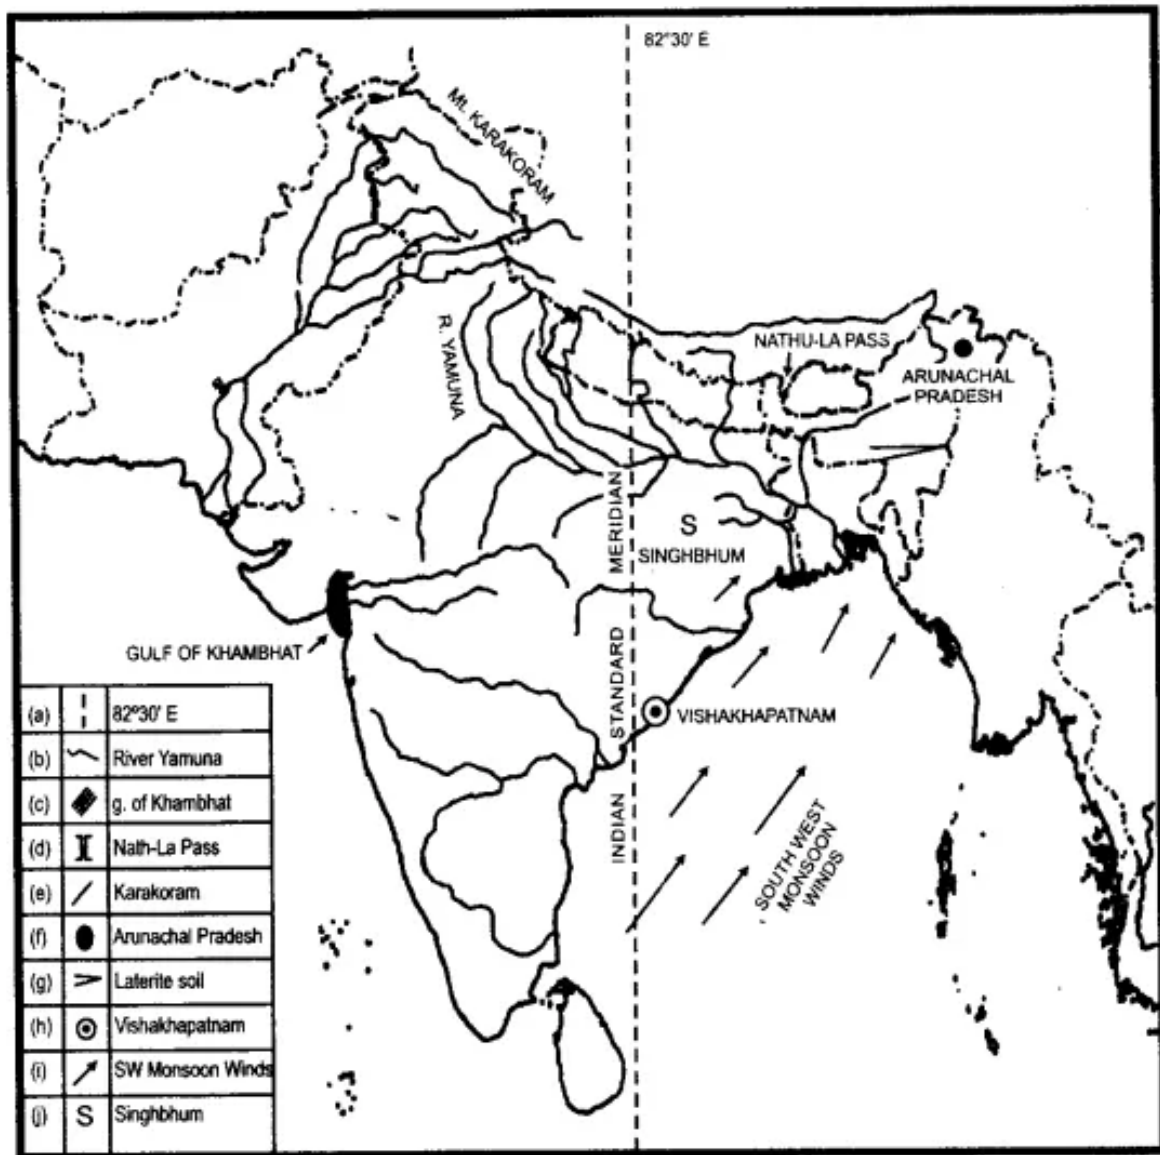 82°30' E
Mt. KARAKORAM
R. YAMUNA
NATHU-LA PASS
ARUNACHAL
PRADESH
S
SINGHBHUM
GULF OF KHAMBHAT
VISHAKHAPATNAM
INDIAN STANDARD MERIDIAN
SOUTH WEST
MONSOON
WINDS
(a) 82º30' E
(b) River Yamuna
(c) g. of Khambhat
(d) Nath-La Pass
(e) Karakoram
(f) Arunachal Pradesh
(g) Laterite soil
(h) Vishakhapatnam
(i) SW Monsoon Winds
(j) S Singhbhum